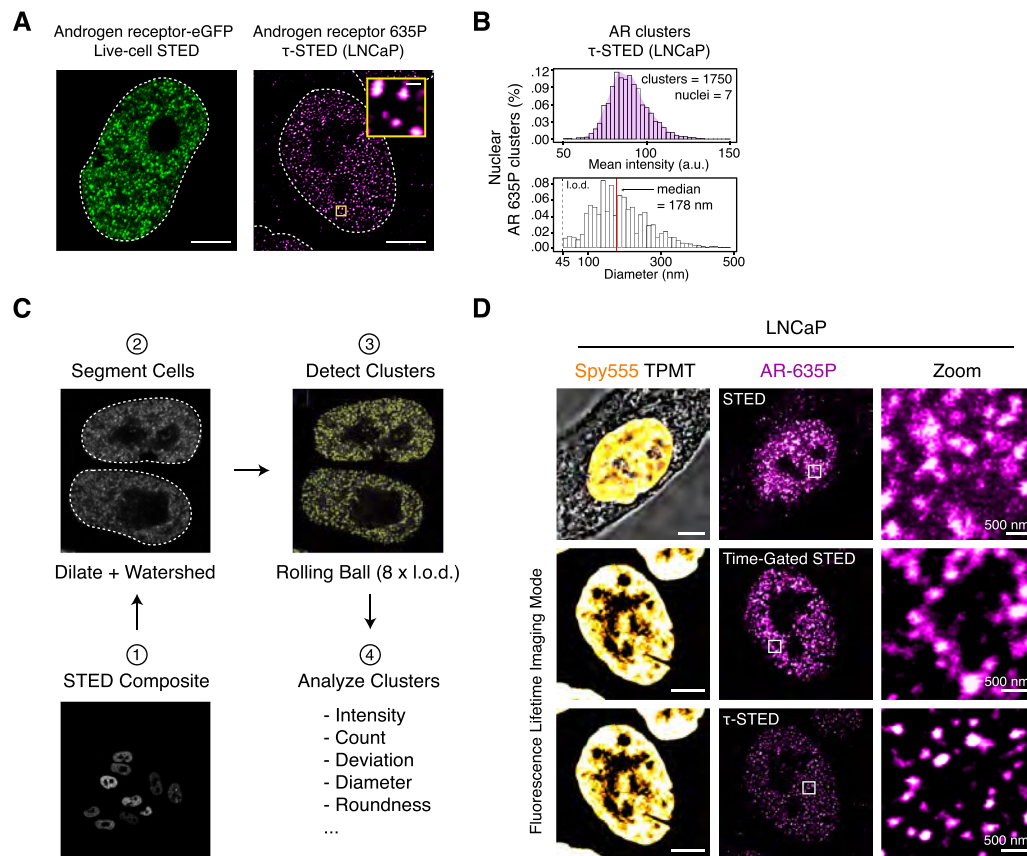 A
Androgen receptor-eGFP
Live-cell STED
Androgen receptor 635P
τ-STED (LNCaP)
B
AR clusters
τ-STED (LNCaP)
Nuclear
AR 635P clusters (%)
.12
.09
.06
.03
.00
clusters = 1750
nuclei = 7
50 100 150
Mean intensity (a.u.)
.08
.04
.02
.00
l.o.d.
median
= 178 nm
45 100 300 500
Diameter (nm)
C
②
Segment Cells
Dilate + Watershed
①
STED Composite
③
Detect Clusters
Rolling Ball (8 x l.o.d.)
④
Analyze Clusters
- Intensity
- Count
- Deviation
- Diameter
- Roundness
...
D
LNCaP
Spy555 TPMT
AR-635P
Zoom
STED
500 nm
Fluorescence Lifetime Imaging Mode
Time-Gated STED
500 nm
τ-STED
500 nm